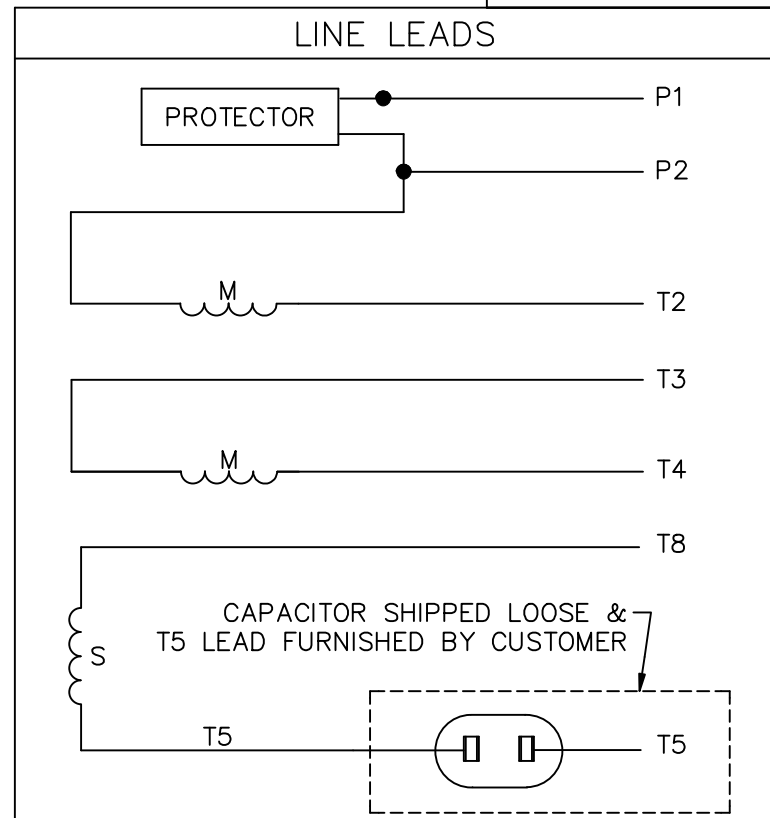 LINE LEADS
PROTECTOR
P1
P2
M
T2
T3
M
T4
T8
CAPACITOR SHIPPED LOOSE &
T5 LEAD FURNISHED BY CUSTOMER
S
T5
T5